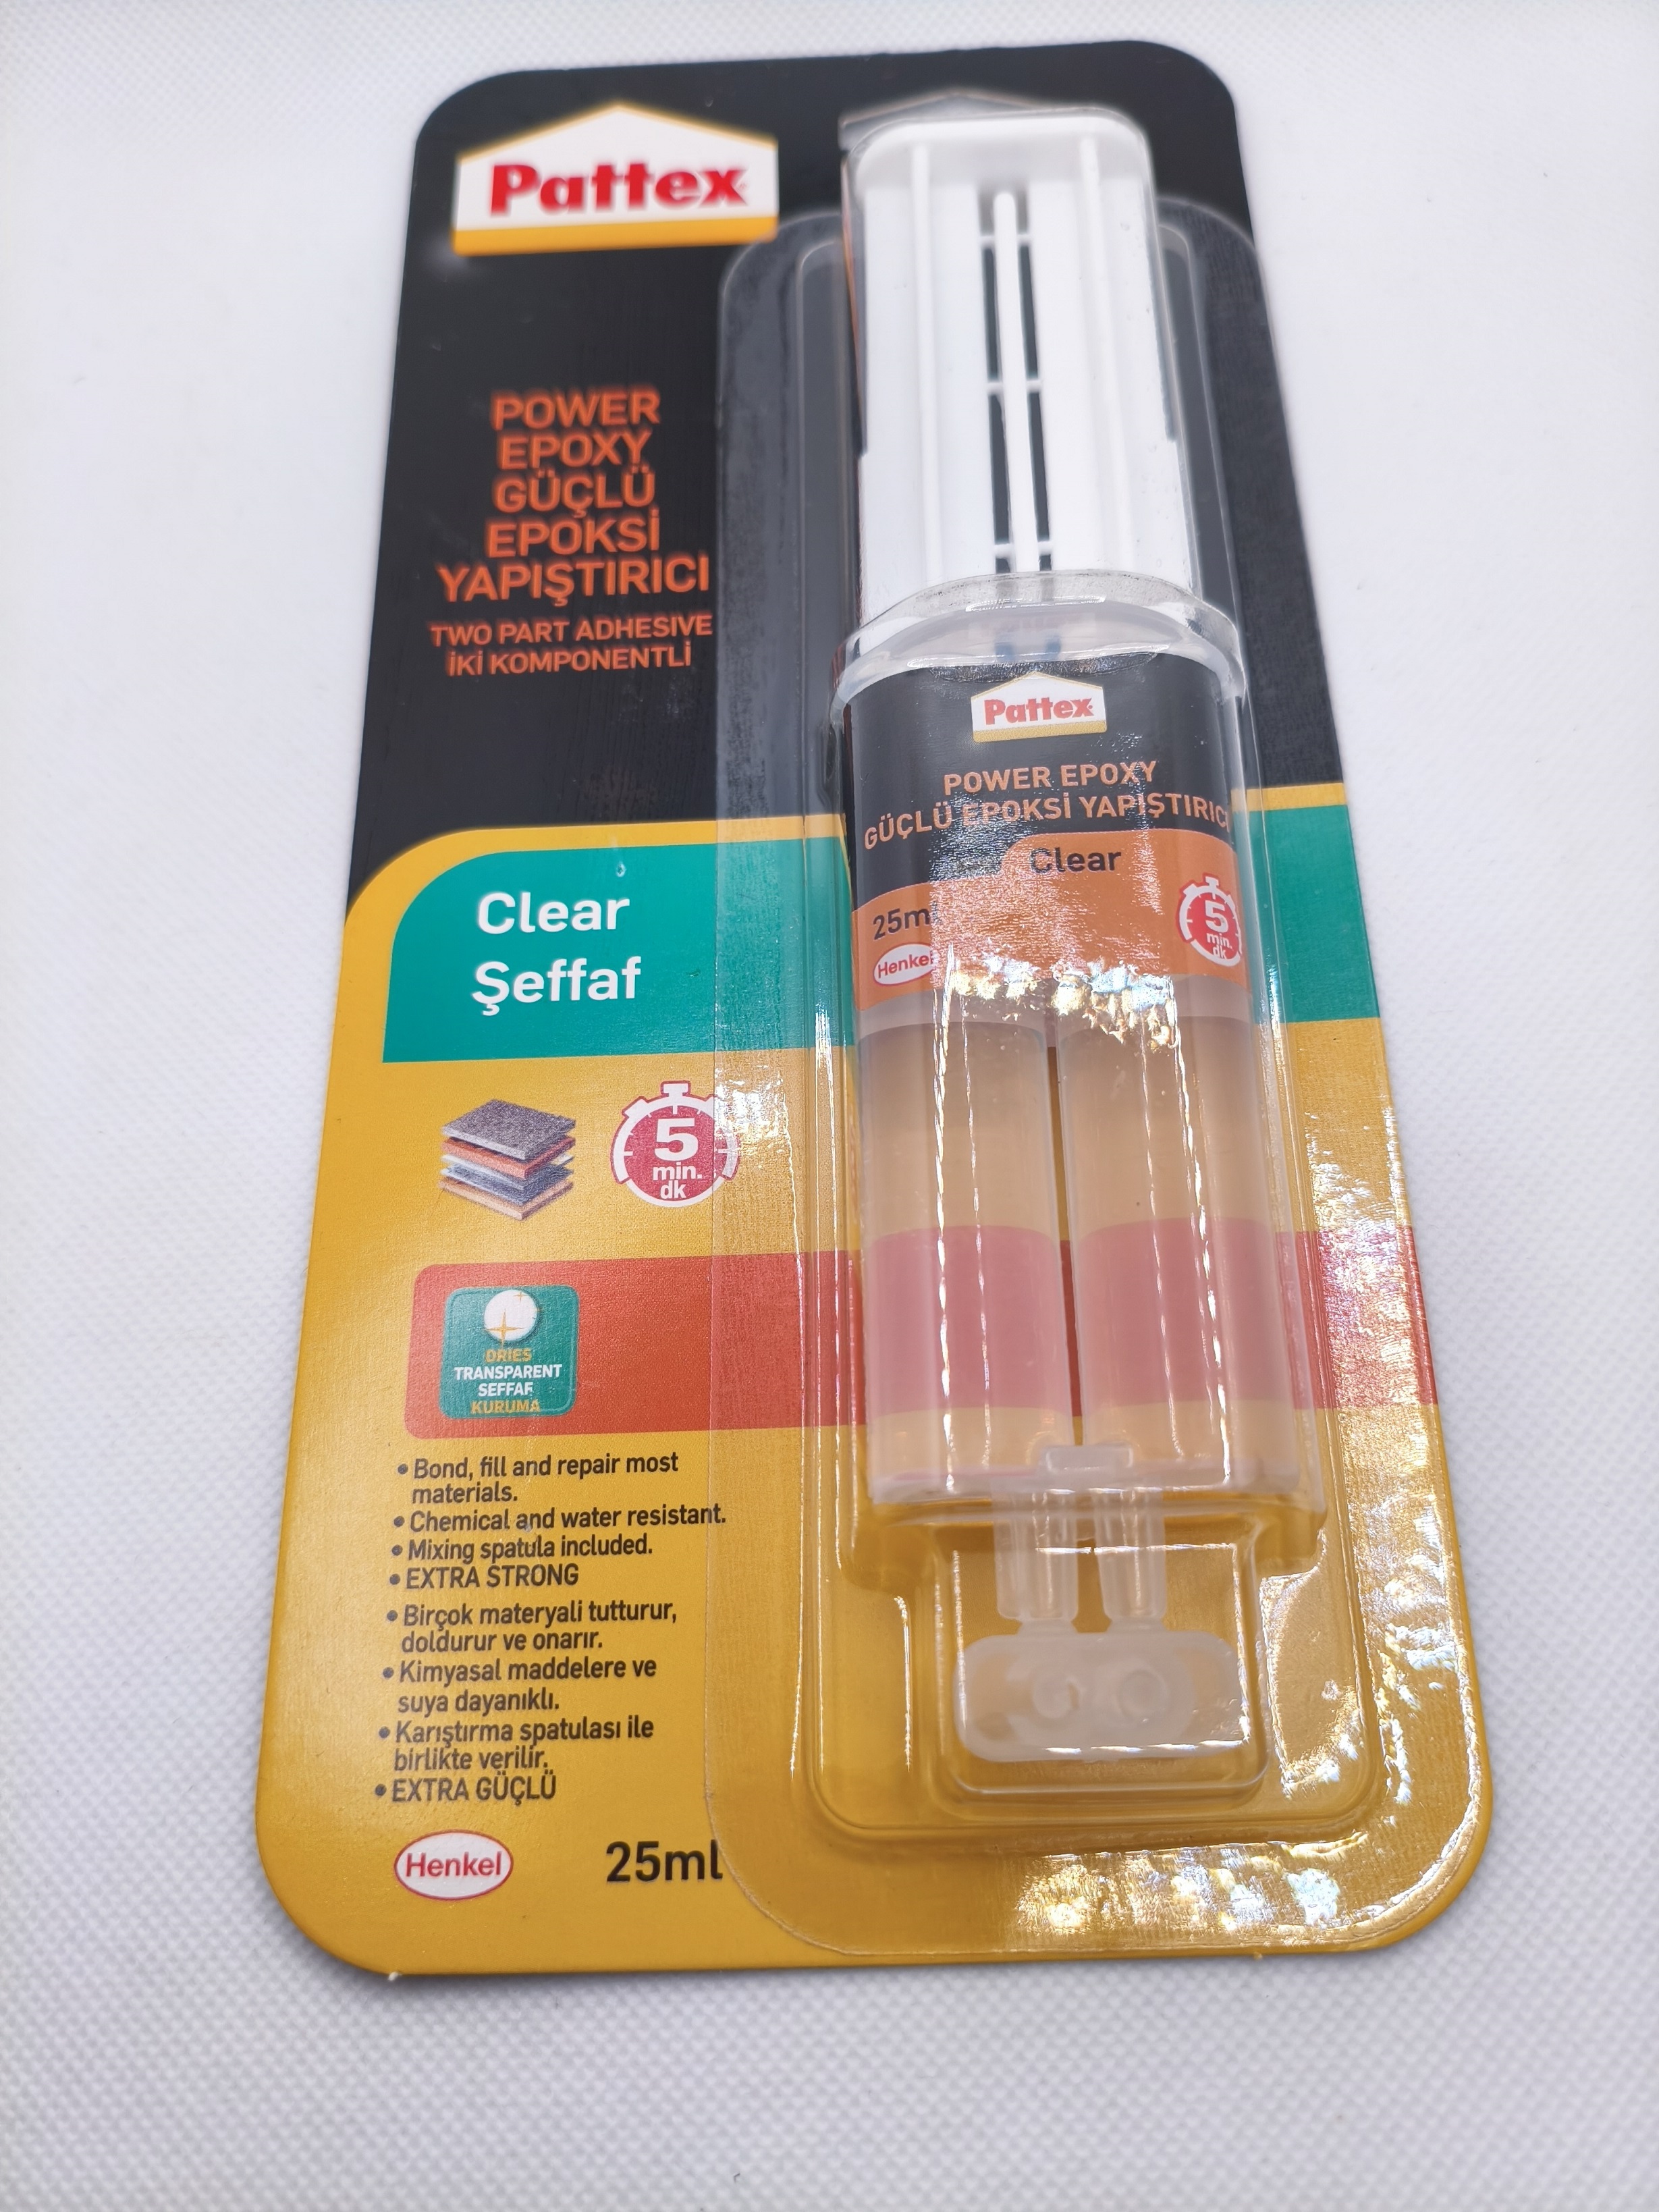 Pattex
POWER
EPOXY
GÜÇLÜ
EPOKSİ
YAPIŞTIRICI
TWO PART ADHESIVE
İKİ KOMPONENTLİ
Clear
Şeffaf
5
min.
dk
DRIES
TRANSPARENT
SEFFAF
KURUMA
• Bond, fill and repair most
materials.
• Chemical and water resistant.
• Mixing spatula included.
• EXTRA STRONG
• Birçok materyali tutturur,
doldurur ve onarır.
• Kimyasal maddelere ve
suya dayanıklı.
• Karıştırma spatulası ile
birlikte verilir.
• EXTRA GÜÇLÜ
Henkel
25ml
Pattex
POWER EPOXY
GÜÇLÜ EPOKSİ YAPIŞTIRICI
Clear
25ml
Henkel
5
min.
dk